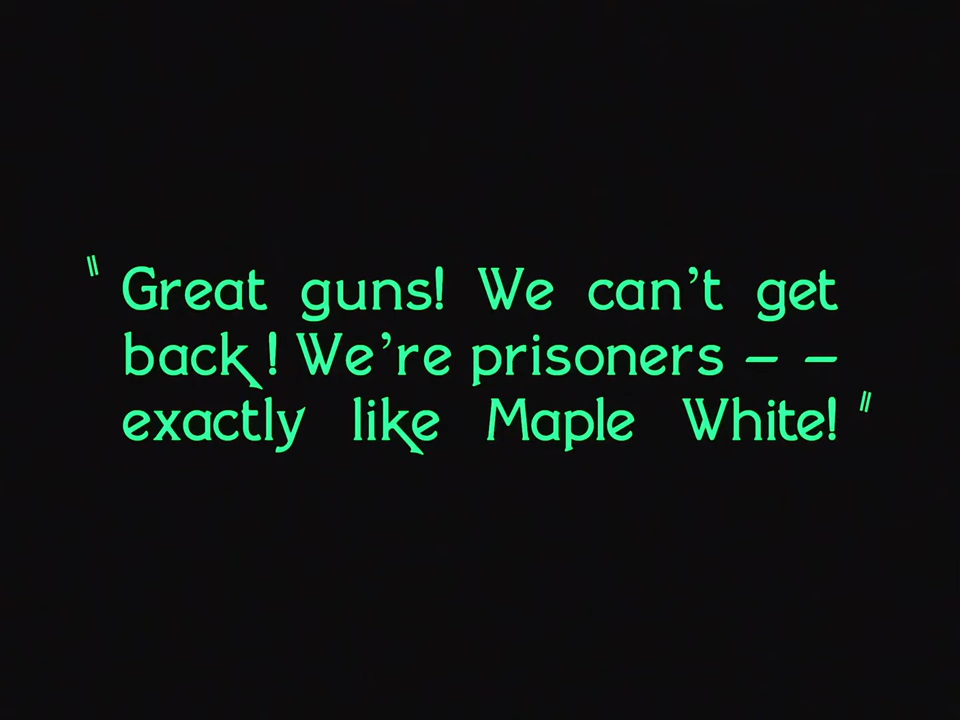 "Great guns! We can't get
back! We're prisoners – –
exactly like Maple White!"